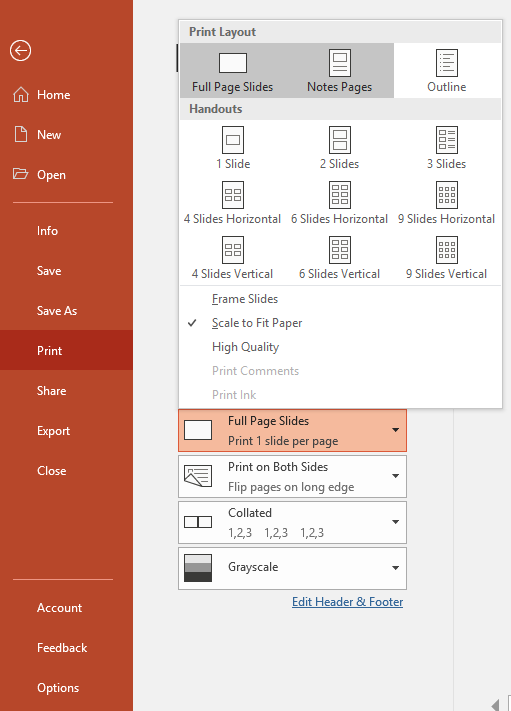 Home
New
Open
Info
Save
Save As
Print
Share
Export
Close
Account
Feedback
Options
Print Layout
Full Page Slides
Notes Pages
Outline
Handouts
1 Slide
2 Slides
3 Slides
4 Slides Horizontal
6 Slides Horizontal
9 Slides Horizontal
4 Slides Vertical
6 Slides Vertical
9 Slides Vertical
Frame Slides
Scale to Fit Paper
High Quality
Print Comments
Print Ink
Full Page Slides
Print 1 slide per page
Print on Both Sides
Flip pages on long edge
Collated
1,2,3 1,2,3 1,2,3
Grayscale
Edit Header & Footer